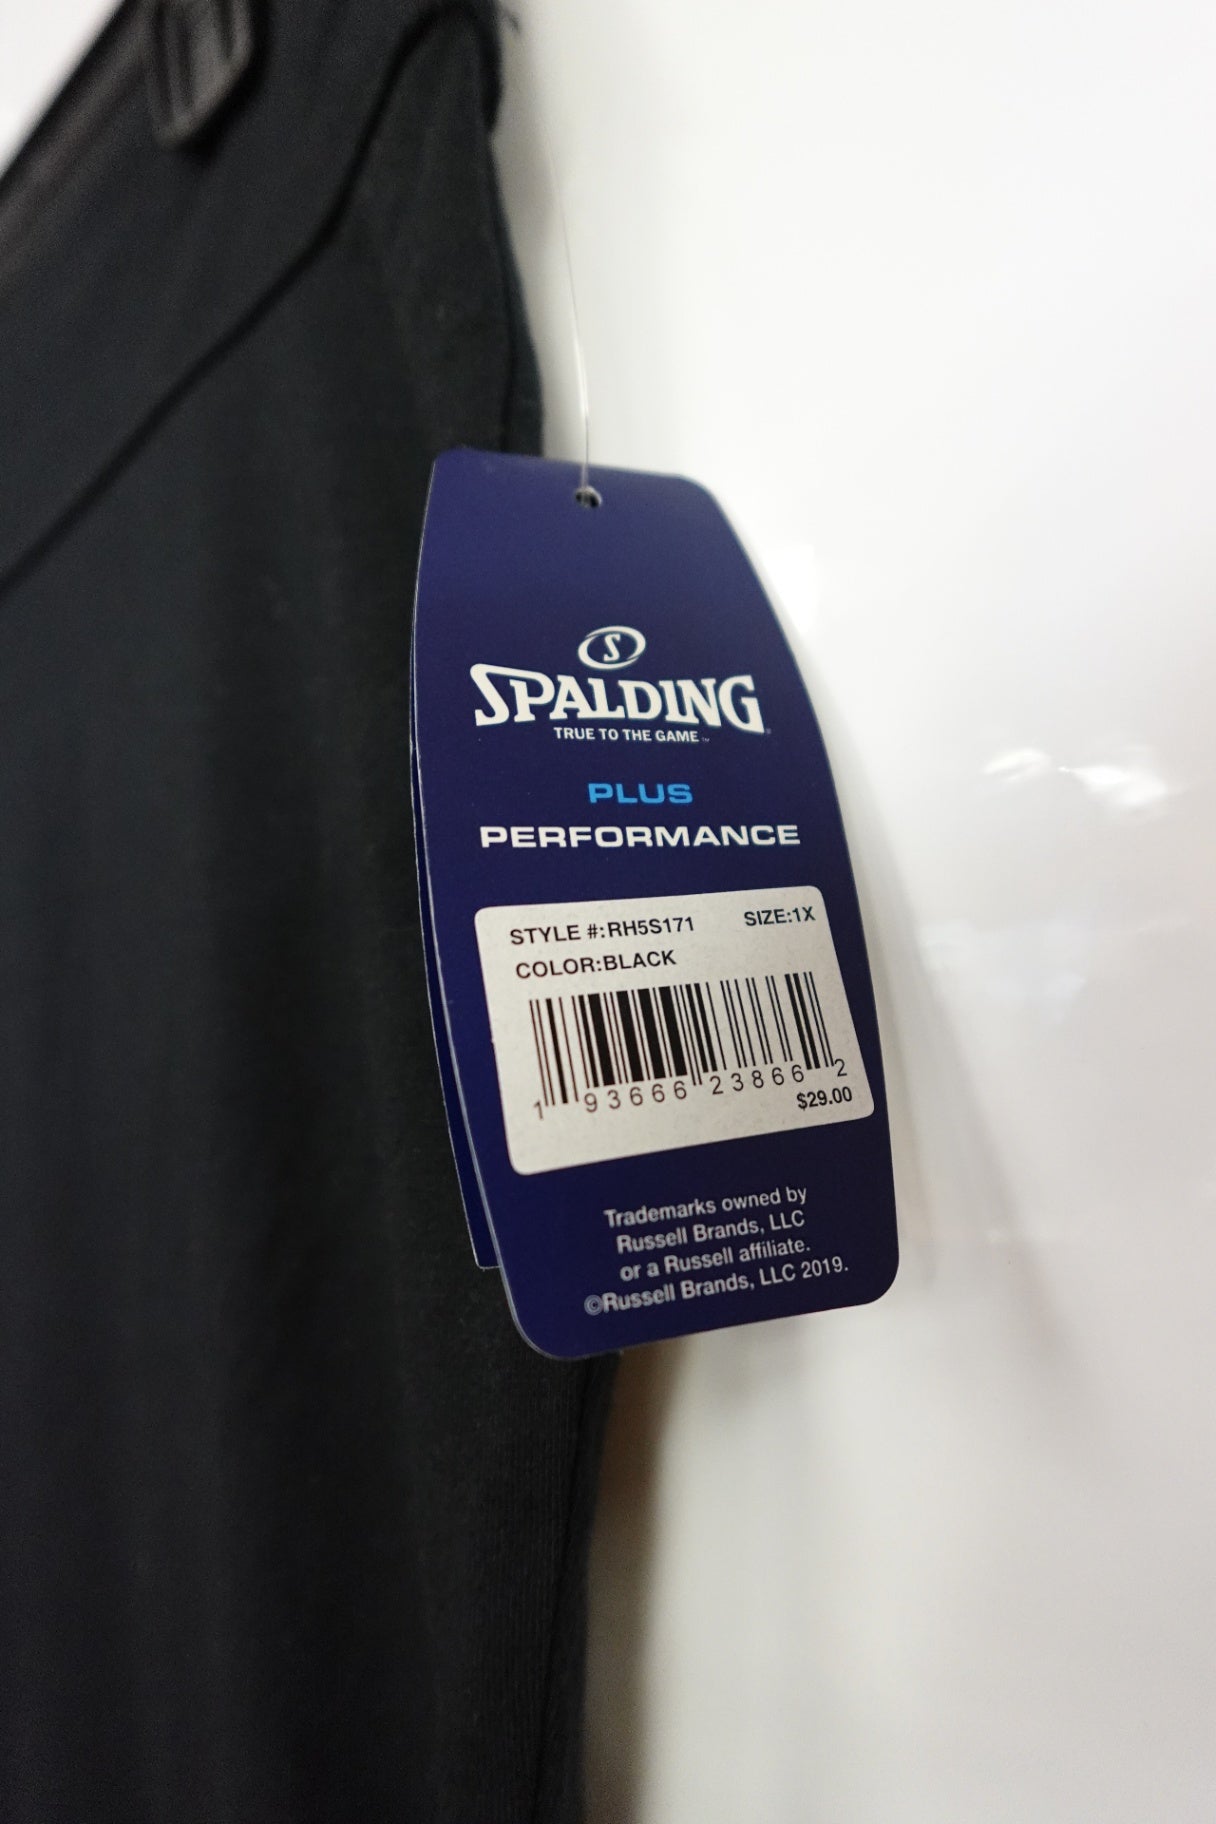 S
SPALDING
TRUE TO THE GAME™
PLUS
PERFORMANCE
STYLE #:RH5S171 SIZE:1X
COLOR:BLACK
1 93666 23866 2
$29.00
Trademarks owned by
Russell Brands, LLC
or a Russell affiliate.
©Russell Brands, LLC 2019.